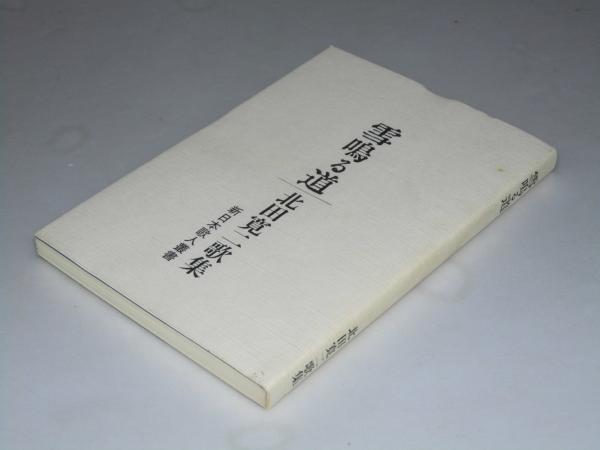 雪鳴る道
北田寛二歌集
新日本歌人叢書
雪鳴る道
北田寛二歌集